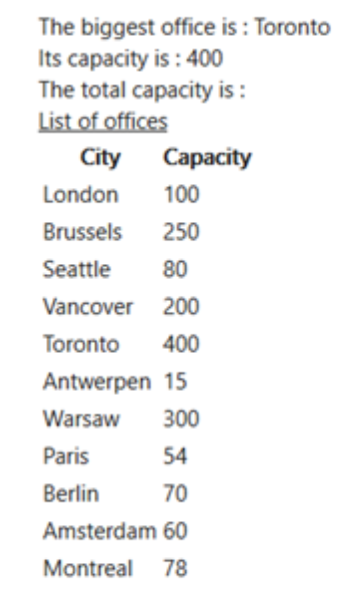 The biggest office is : Toronto
Its capacity is : 400
The total capacity is :
List of offices
City Capacity
London 100
Brussels 250
Seattle 80
Vancover 200
Toronto 400
Antwerpen 15
Warsaw 300
Paris 54
Berlin 70
Amsterdam 60
Montreal 78